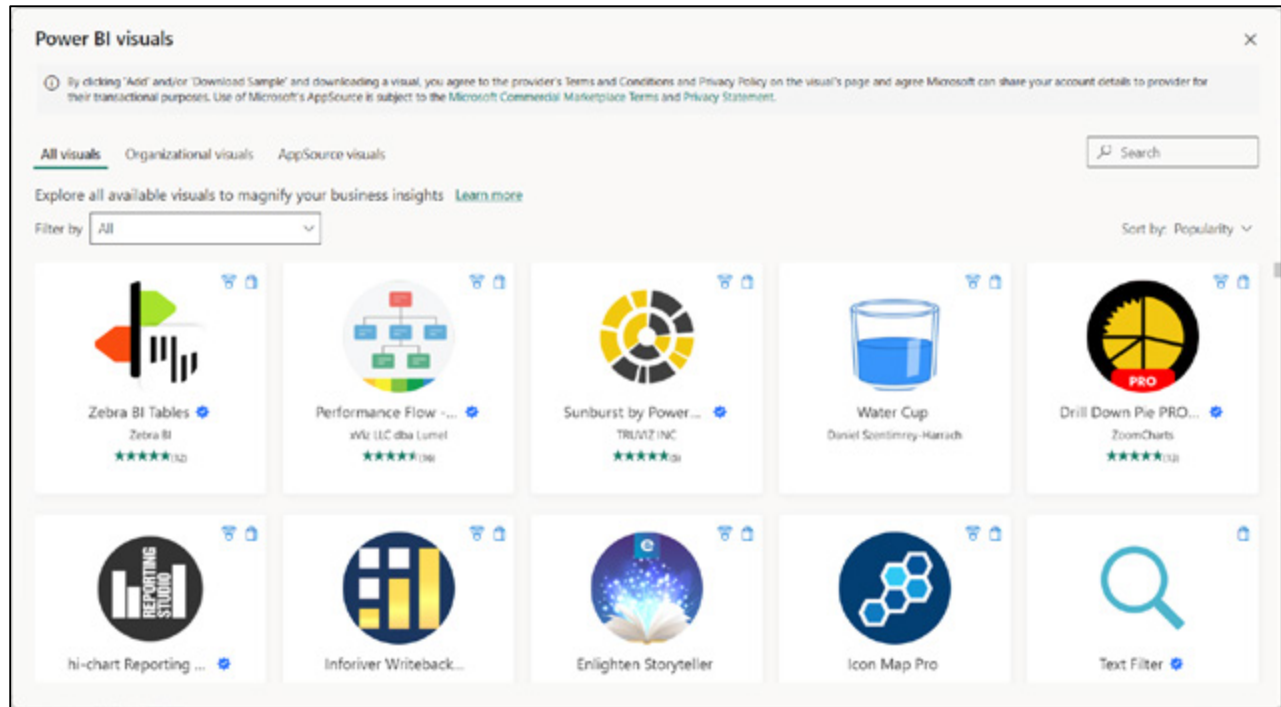 Power BI visuals
By clicking 'Add' and/or 'Download Sample' and downloading a visual, you agree to the provider's Terms and Conditions and Privacy Policy on the visual's page and agree Microsoft can share your account details to provider for
their transactional purposes. Use of Microsoft's AppSource is subject to the Microsoft Commercial Marketplace Terms and Privacy Statement.
All visuals Organizational visuals AppSource visuals Search
Explore all available visuals to magnify your business insights Learn more
Filter by All Sort by: Popularity
PRO
Zebra BI Tables Performance Flow -... Sunburst by Power... Water Cup Drill Down Pie PRO...
Zebra BI xViz LLC dba Lumel TRUVIZ INC Daniel Szentimrey-Harrach ZoomCharts
(12) (16)
REPORTING
STUDIO
e
hi-chart Reporting ... Inforiver Writeback... Enlighten Storyteller Icon Map Pro Text Filter